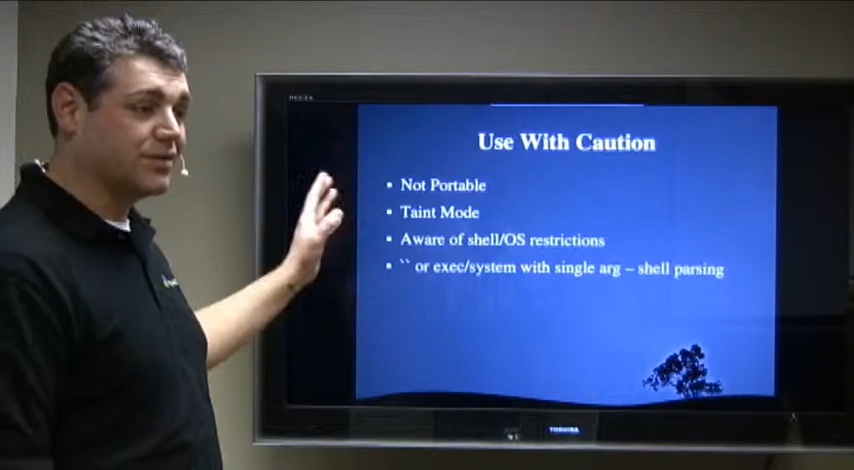 REGZA
Use With Caution
Not Portable
Taint Mode
Aware of shell/OS restrictions
`` or exec/system with single arg – shell parsing
TOSHIBA